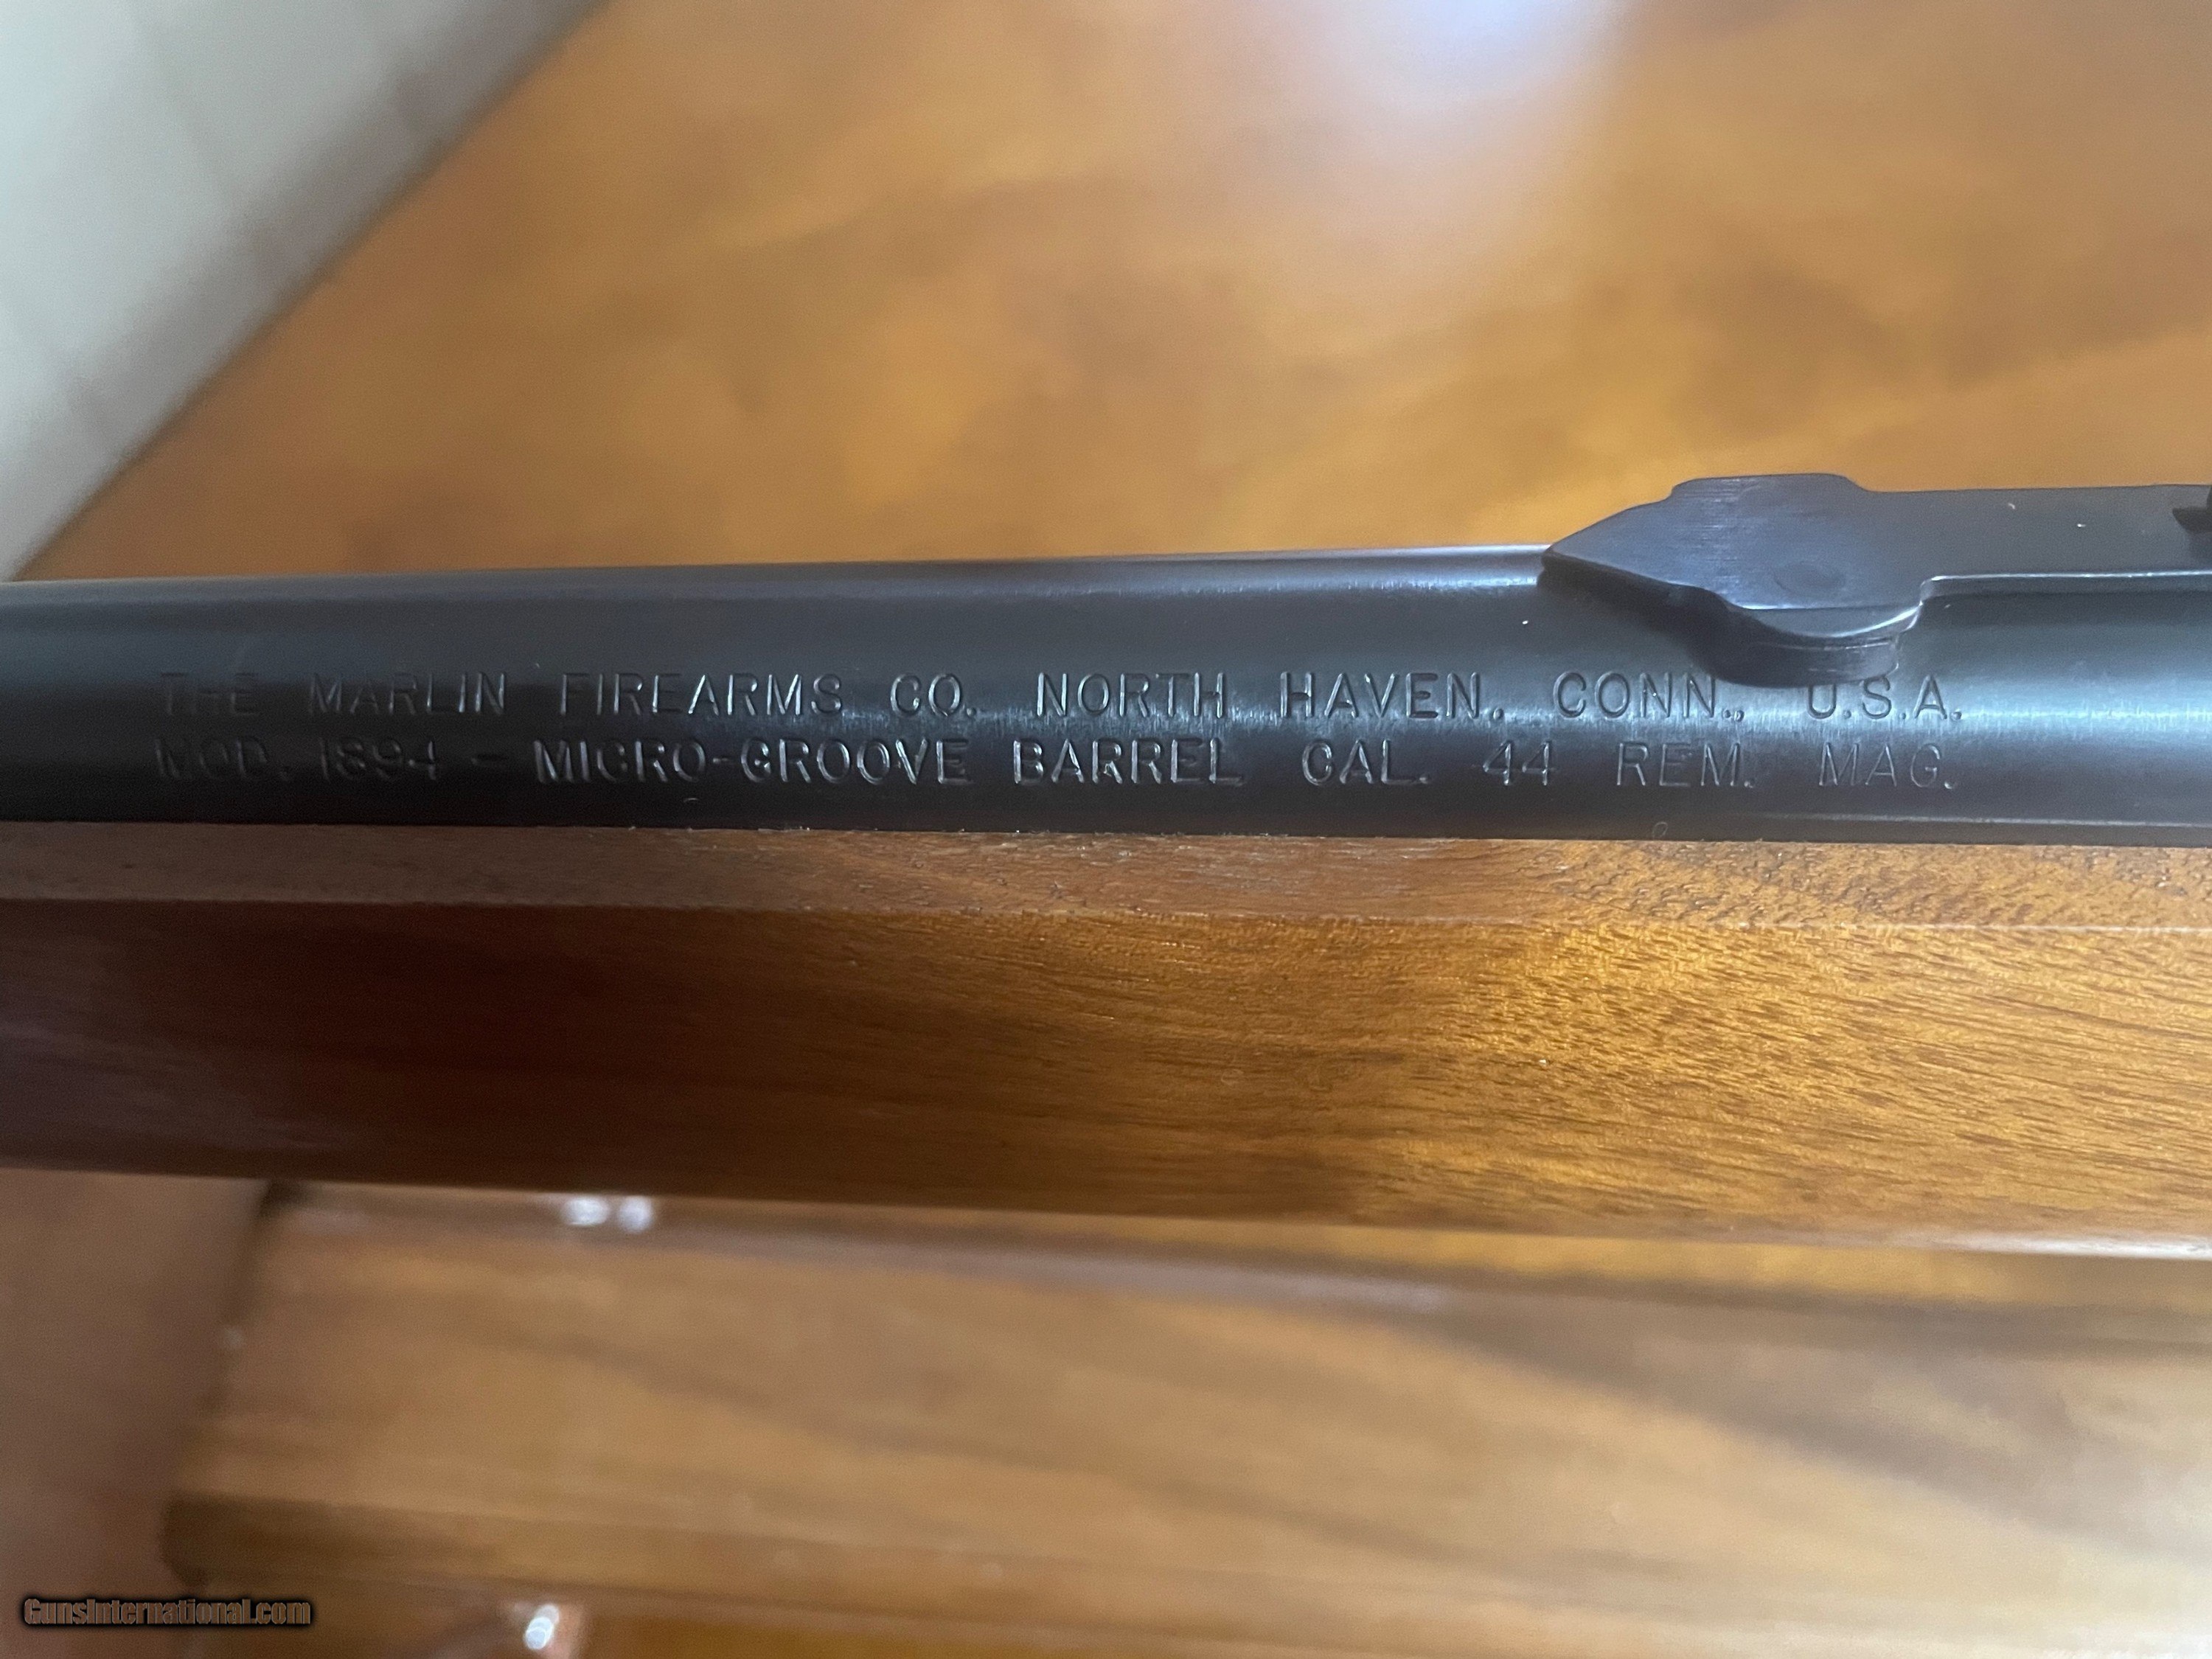 THE MARLIN FIREARMS CO. NORTH HAVEN, CONN., U.S.A.
MOD. 1894 - MICRO-GROOVE BARREL CAL. 44 REM. MAG.
GunsInternational.com